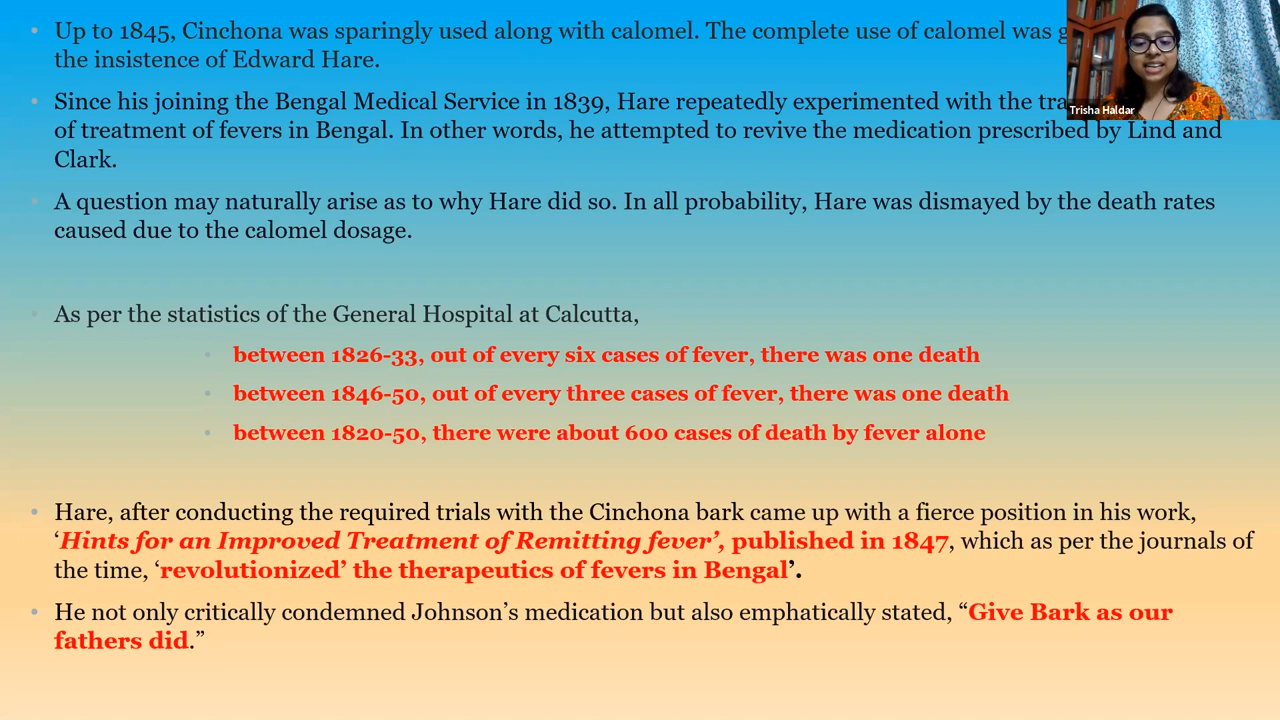 Up to 1845, Cinchona was sparingly used along with calomel. The complete use of calomel was
the insistence of Edward Hare.
Trisha Haldar
Since his joining the Bengal Medical Service in 1839, Hare repeatedly experimented with the
of treatment of fevers in Bengal. In other words, he attempted to revive the medication prescribed by Lind and
Clark.
A question may naturally arise as to why Hare did so. In all probability, Hare was dismayed by the death rates
caused due to the calomel dosage.
As per the statistics of the General Hospital at Calcutta,
between 1826-33, out of every six cases of fever, there was one death
between 1846-50, out of every three cases of fever, there was one death
between 1820-50, there were about 600 cases of death by fever alone
Hare, after conducting the required trials with the Cinchona bark came up with a fierce position in his work,
‘Hints for an Improved Treatment of Remitting fever’, published in 1847, which as per the journals of
the time, ‘revolutionized’ the therapeutics of fevers in Bengal’.
He not only critically condemned Johnson’s medication but also emphatically stated, “Give Bark as our
fathers did.”